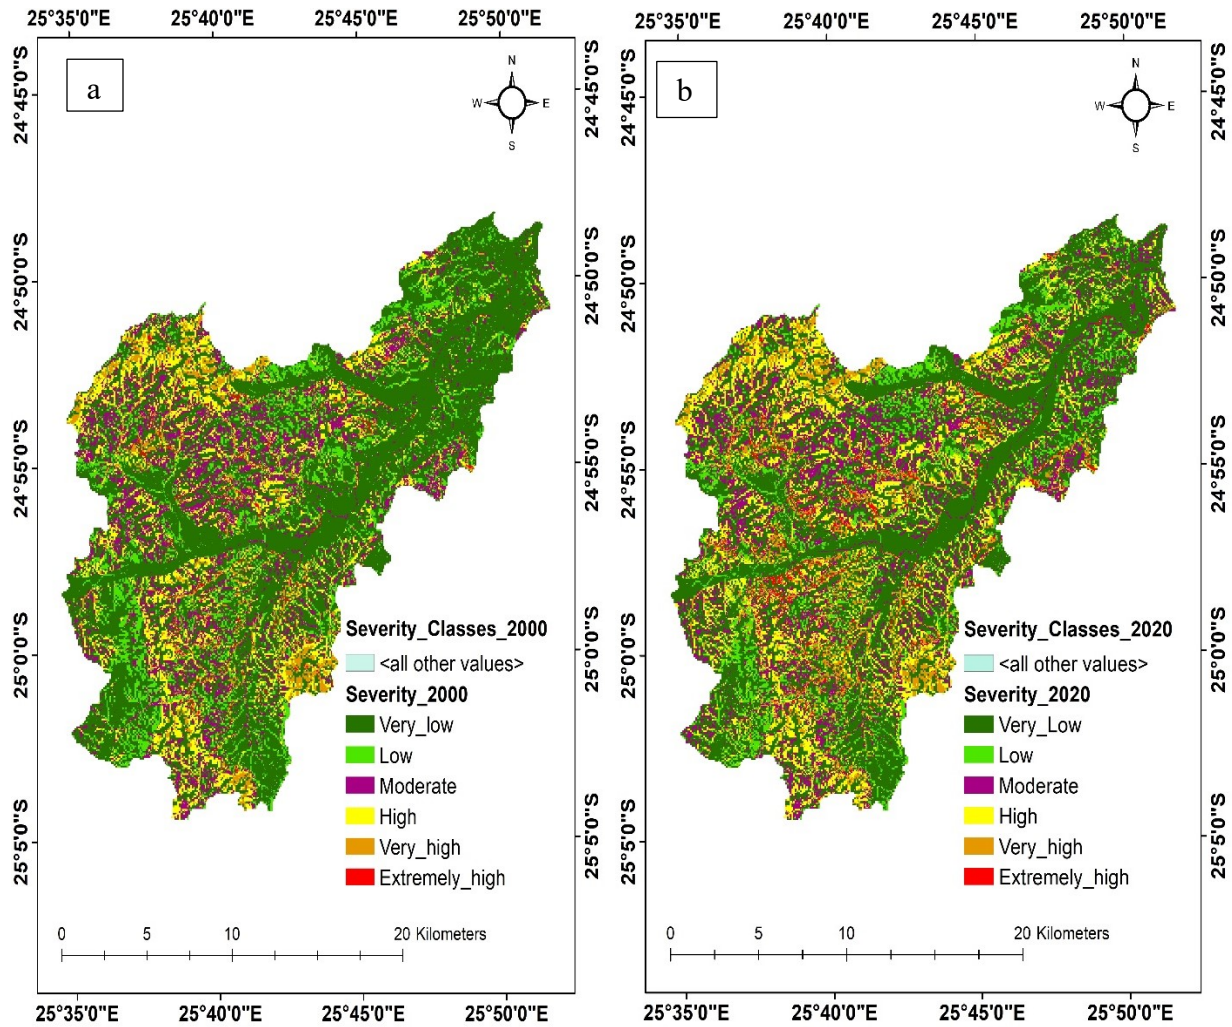 25°35'0"S 25°40'0"E 25°45'0"S 25°50'0"S
25°35'0"S 25°40'0"E 25°45'0"S 25°50'0"S
a
N
W E
S
b
N
W E
S
24°45'0"S
24°50'0"S
24°55'0"S
25°0'0"S
25°5'0"S
24°45'0"S
24°50'0"S
24°55'0"S
25°0'0"S
25°5'0"S
24°45'0"S
24°50'0"S
24°55'0"S
25°0'0"S
25°5'0"S
24°45'0"S
24°50'0"S
24°55'0"S
25°0'0"S
25°5'0"S
Severity_Classes_2000
<all other values>
Severity_2000
Very_low
Low
Moderate
High
Very_high
Extremely_high
0 5 10 20 Kilometers
25°35'0"E 25°40'0"E 25°45'0"E 25°50'0"E
Severity_Classes_2020
<all other values>
Severity_2020
Very_Low
Low
Moderate
High
Very_high
Extremely_high
0 5 10 20 Kilometers
25°35'0"E 25°40'0"E 25°45'0"E 25°50'0"E